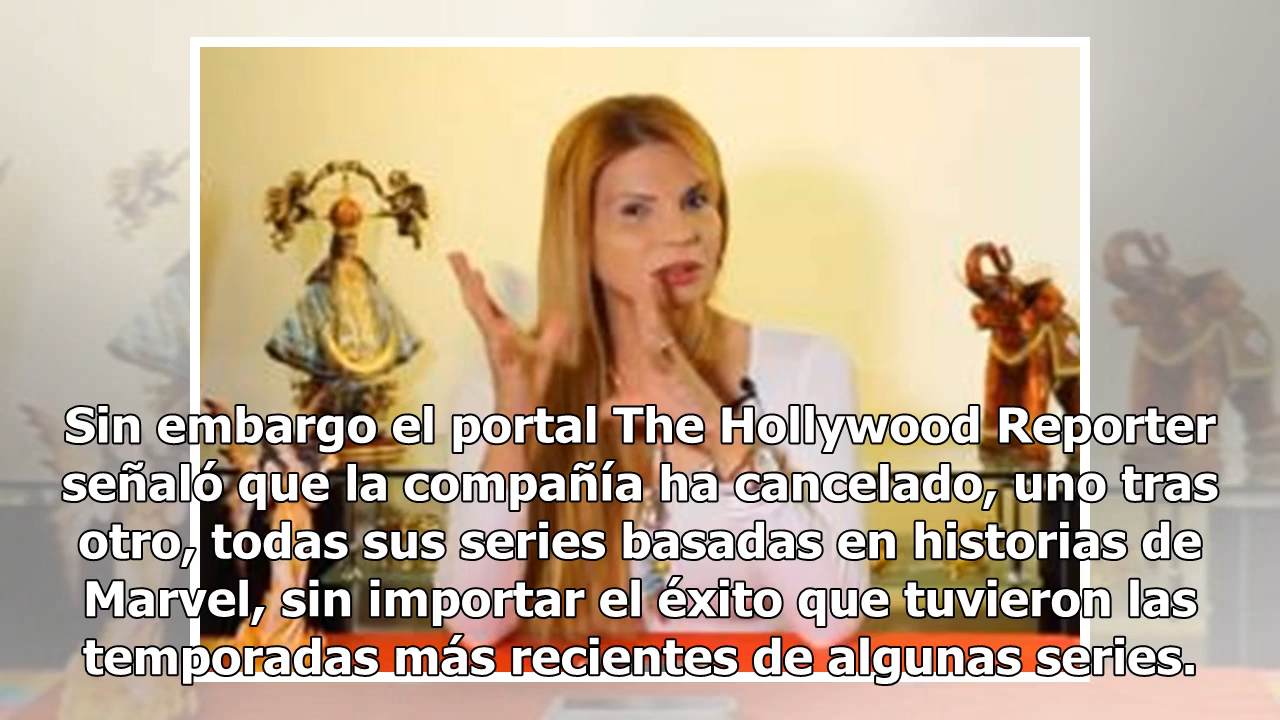 Sin embargo el portal The Hollywood Reporter
señaló que la compañía ha cancelado, uno tras
otro, todas sus series basadas en historias de
Marvel, sin importar el éxito que tuvieron las
temporadas más recientes de algunas series.